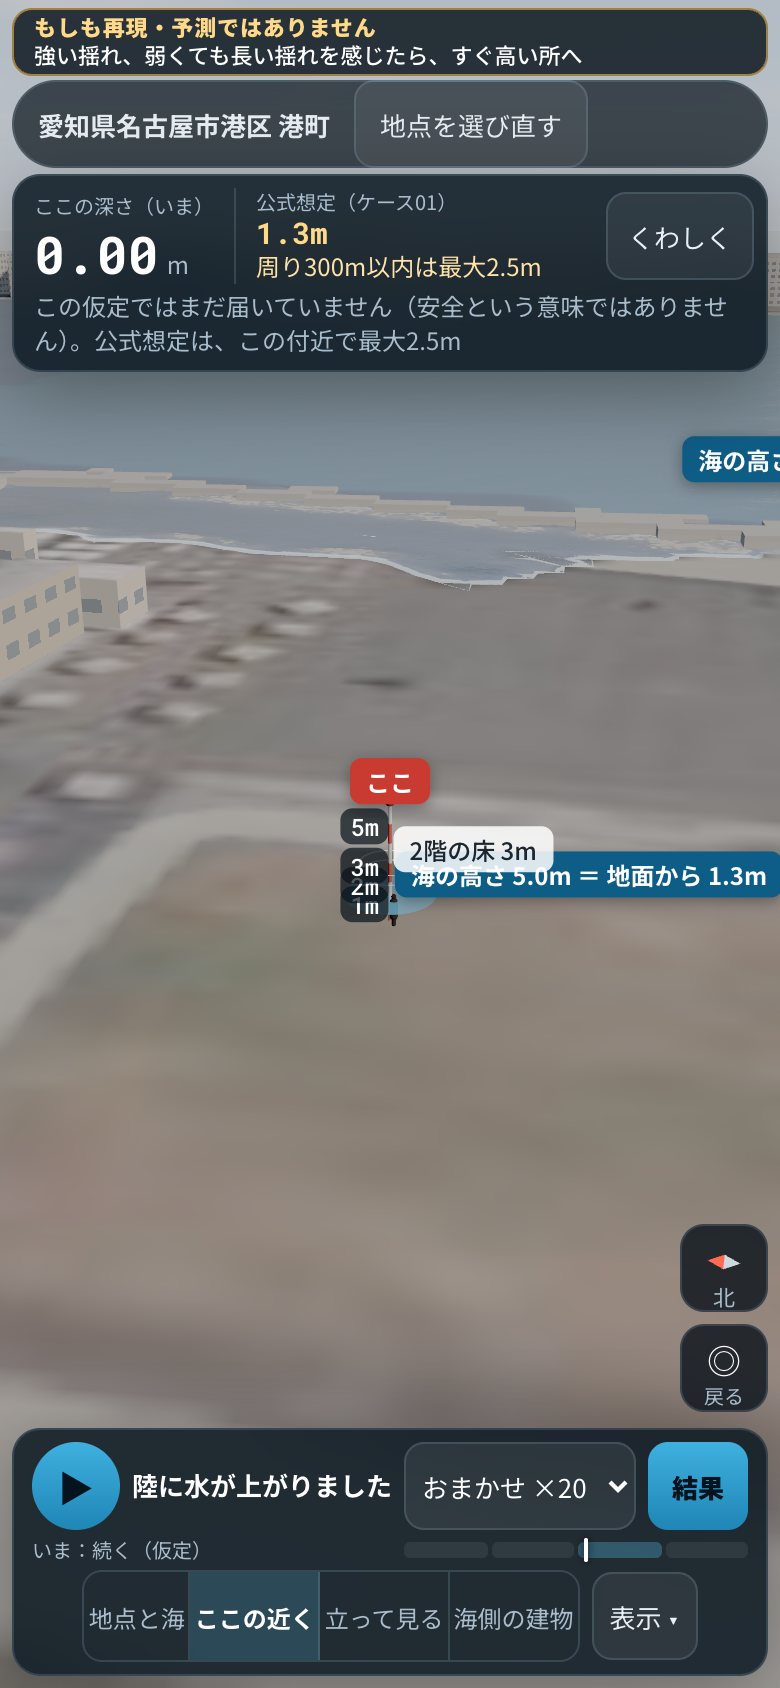 もしも再現・予測ではありません
強い揺れ、弱くても長い揺れを感じたら、すぐ高い所へ
愛知県名古屋市港区 港町
地点を選び直す
ここの深さ（いま）
0.00 m
公式想定（ケース01）
1.3m
周り300m以内は最大2.5m
くわしく
この仮定ではまだ届いていません（安全という意味ではありませ
ん）。公式想定は、この付近で最大2.5m
海の高さ
ここ
5m
2階の床 3m
3m
海の高さ 5.0m ＝ 地面から 1.3m
2m
1m
北
戻る
陸に水が上がりました
おまかせ ×20
結果
いま：続く（仮定）
地点と海
ここの近く
立って見る
海側の建物
表示 ▾